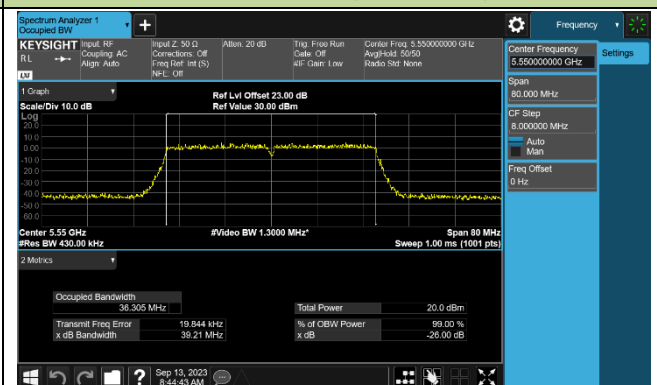 Spectrum Analyzer 1
Occupied BW
+
Frequency
KEYSIGHT
RL
LXI
Input: RF
Coupling: AC
Align: Auto
Input Z: 50 Ω
Corrections: Off
Freq Ref: Int (S)
NFE: Off
Atten: 20 dB
Trig: Free Run
Gate: Off
#IF Gain: Low
Center Freq: 5.550000000 GHz
Avg|Hold: 50/50
Radio Std: None
Center Frequency
5.550000000 GHz
Settings
Span
80.000 MHz
CF Step
8.000000 MHz
Auto
Man
Freq Offset
0 Hz
1 Graph
Scale/Div 10.0 dB
Ref Lvl Offset 23.00 dB
Ref Value 30.00 dBm
Log
20.0
10.0
0.00
-10.0
-20.0
-30.0
-40.0
-50.0
-60.0
Center 5.55 GHz
#Video BW 1.3000 MHz*
Span 80 MHz
#Res BW 430.00 kHz
Sweep 1.00 ms (1001 pts)
2 Metrics
Occupied Bandwidth
36.305 MHz
Total Power 20.0 dBm
Transmit Freq Error 19.844 kHz
% of OBW Power 99.00 %
x dB Bandwidth 39.21 MHz
x dB -26.00 dB
?
Sep 13, 2023
8:44:43 AM